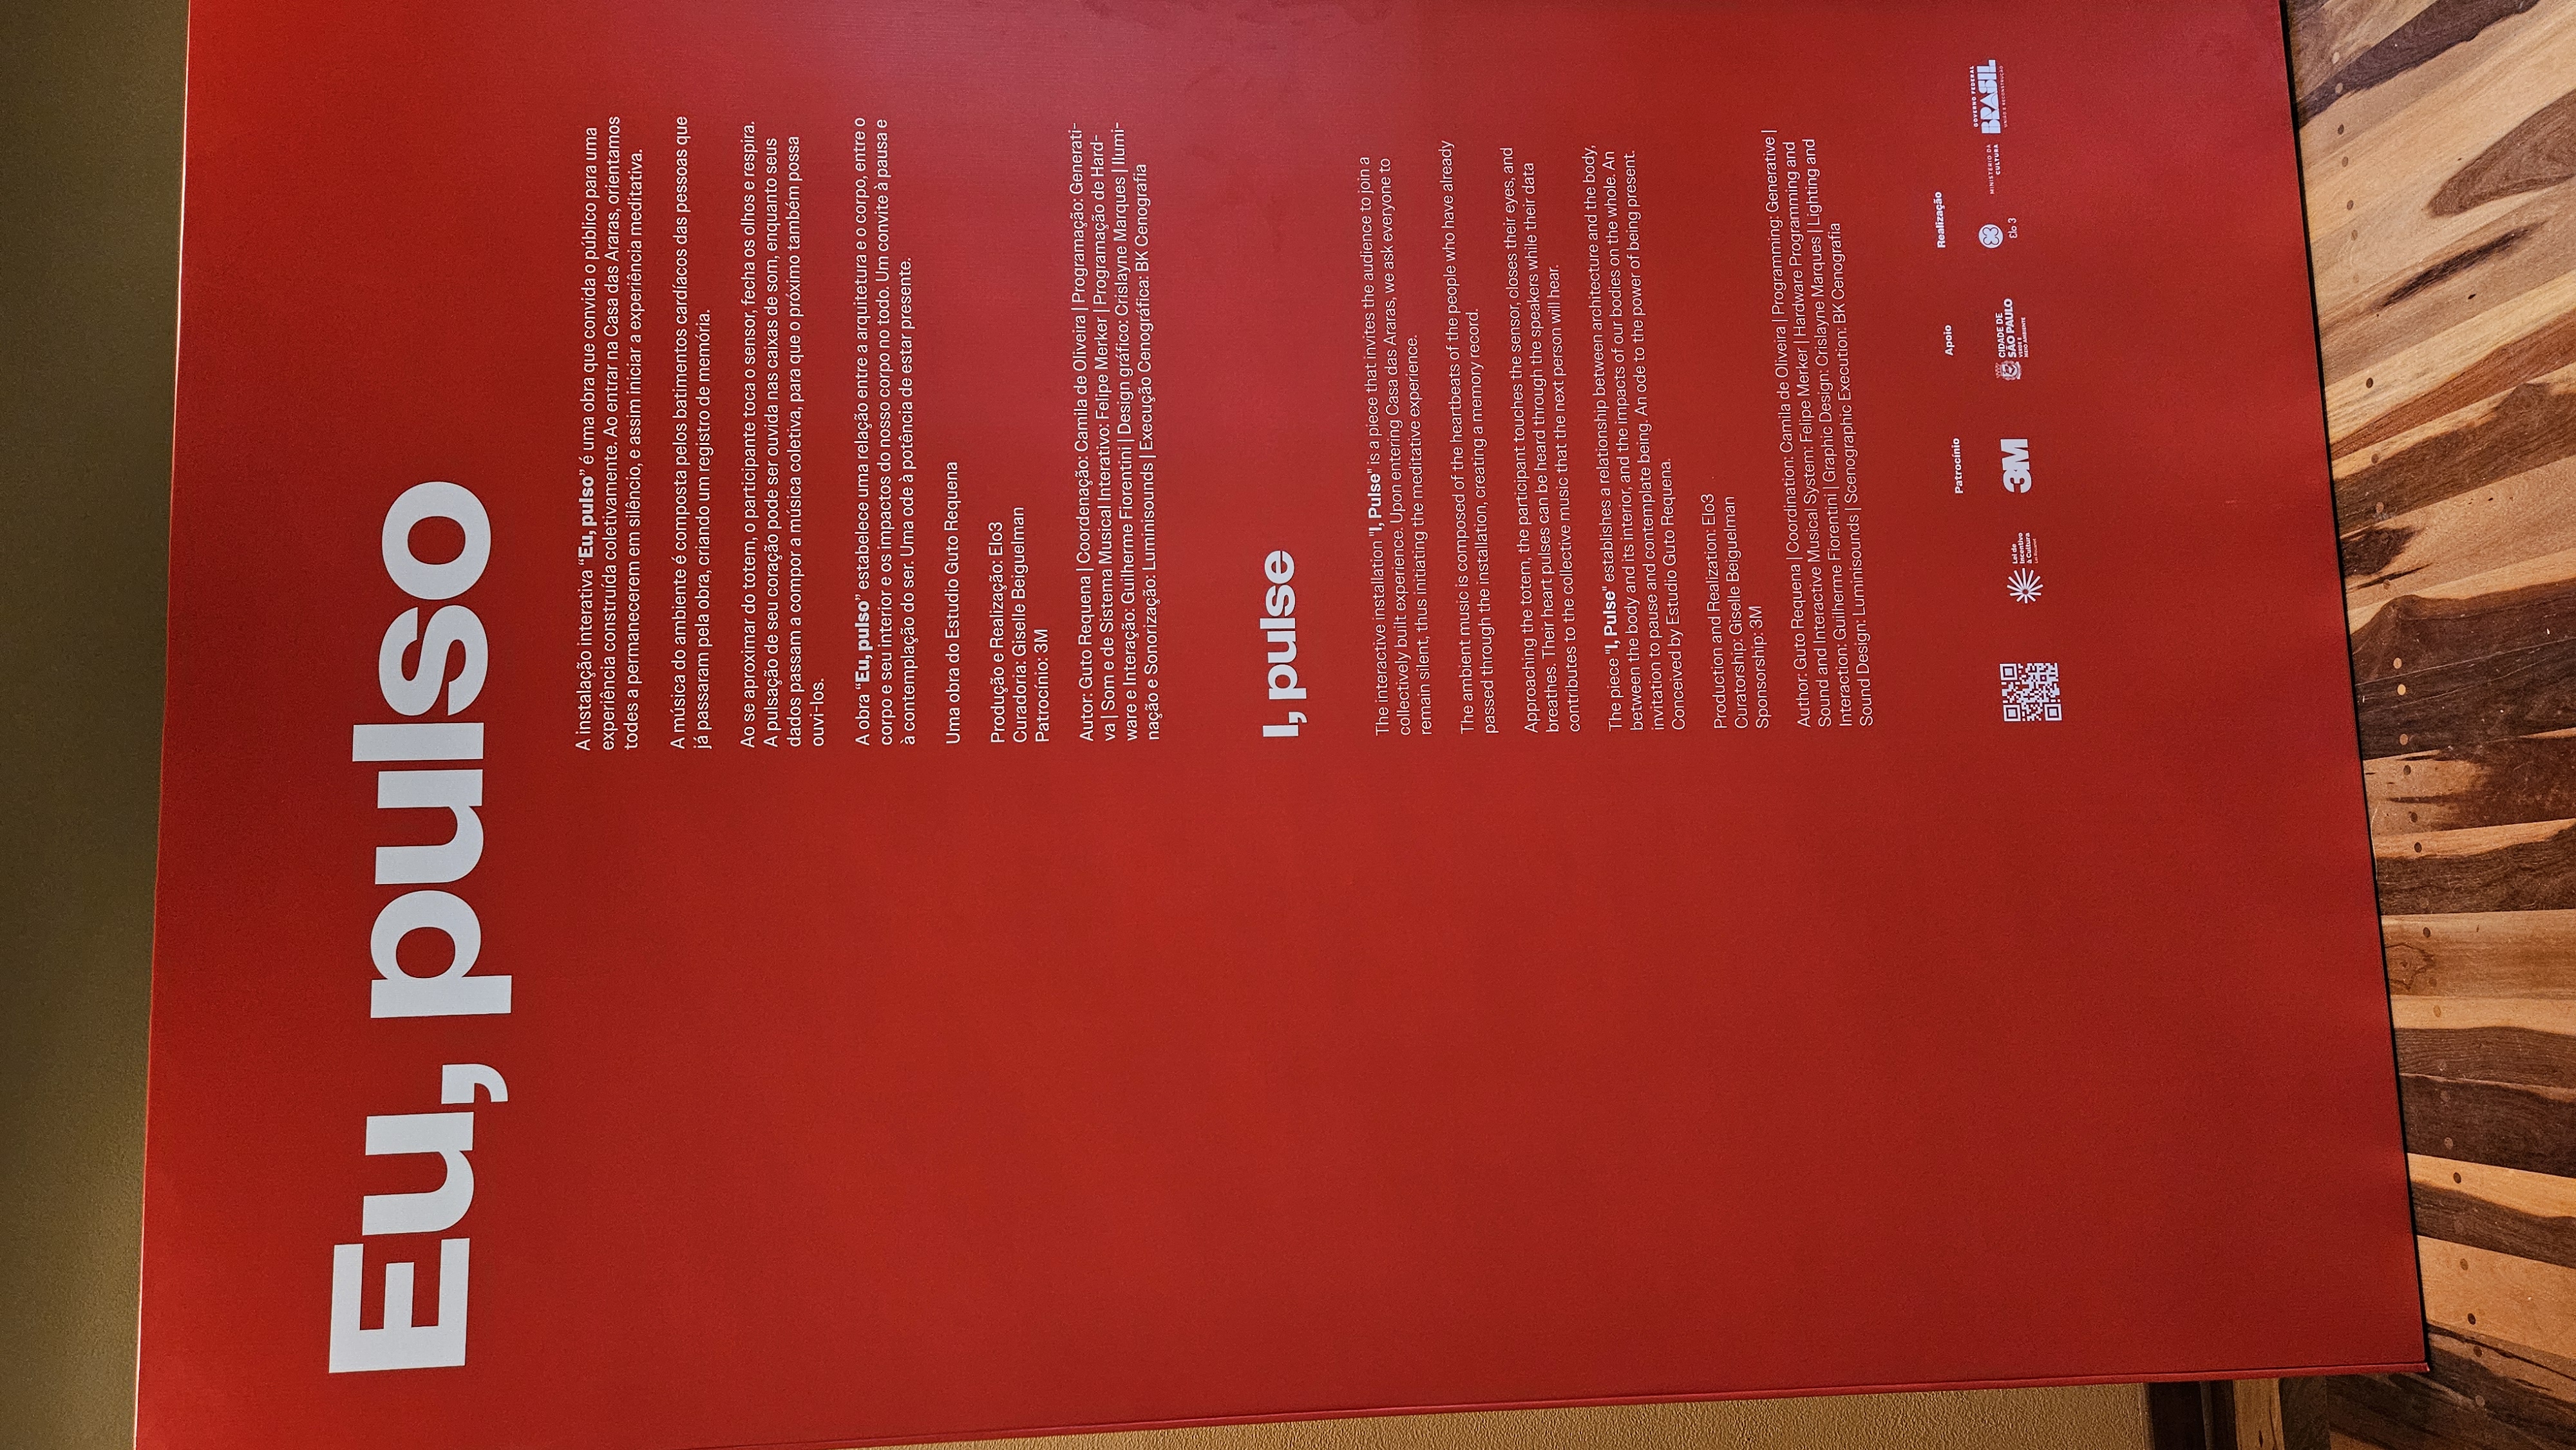 Eu, pulso
A instalação interativa “Eu, pulso” é uma obra que convida o público para uma
experiência construída coletivamente. Ao entrar na Casa das Araras, orientamos
todes a permanecerem em silêncio, e assim iniciar a experiência meditativa.
A música do ambiente é composta pelos batimentos cardíacos das pessoas que
já passaram pela obra, criando um registro de memória.
Ao se aproximar do totem, o participante toca o sensor, fecha os olhos e respira.
A pulsação de seu coração pode ser ouvida nas caixas de som, enquanto seus
dados passam a compor a música coletiva, para que o próximo também possa
ouvi-los.
A obra “Eu, pulso” estabelece uma relação entre a arquitetura e o corpo, entre o
corpo e seu interior e os impactos do nosso corpo no todo. Um convite à pausa e
à contemplação do ser. Uma ode à potência de estar presente.
Uma obra do Estudio Guto Requena
Produção e Realização: Elo3
Curadoria: Giselle Beiguelman
Patrocínio: 3M
Autor: Guto Requena | Coordenação: Camila de Oliveira | Programação: Generati-
va | Som e de Sistema Musical Interativo: Felipe Merker | Programação de Hard-
ware e Interação: Guilherme Fiorentini | Design gráfico: Crislayne Marques | Ilumi-
nação e Sonorização: Luminisounds | Execução Cenográfica: BK Cenografia
I, pulse
The interactive installation "I, Pulse" is a piece that invites the audience to join a
collectively built experience. Upon entering Casa das Araras, we ask everyone to
remain silent, thus initiating the meditative experience.
The ambient music is composed of the heartbeats of the people who have already
passed through the installation, creating a memory record.
Approaching the totem, the participant touches the sensor, closes their eyes, and
breathes. Their heart pulses can be heard through the speakers while their data
contributes to the collective music that the next person will hear.
The piece "I, Pulse" establishes a relationship between architecture and the body,
between the body and its interior, and the impacts of our bodies on the whole. An
invitation to pause and contemplate being. An ode to the power of being present.
Conceived by Estudio Guto Requena.
Production and Realization: Elo3
Curatorship: Giselle Beiguelman
Sponsorship: 3M
Author: Guto Requena | Coordination: Camila de Oliveira | Programming: Generative |
Sound and Interactive Musical System: Felipe Merker | Hardware Programming and
Interaction: Guilherme Fiorentini | Graphic Design: Crislayne Marques | Lighting and
Sound Design: Luminisounds | Scenographic Execution: BK Cenografia
Patrocínio
Apoio
Realização
Lei de
Incentivo
à Cultura
Lei Rouanet
3M
CIDADE DE
SÃO PAULO
VERDE E
MEIO AMBIENTE
Elo 3
MINISTÉRIO DA
CULTURA
GOVERNO FEDERAL
BRASIL
UNIÃO E RECONSTRUÇÃO